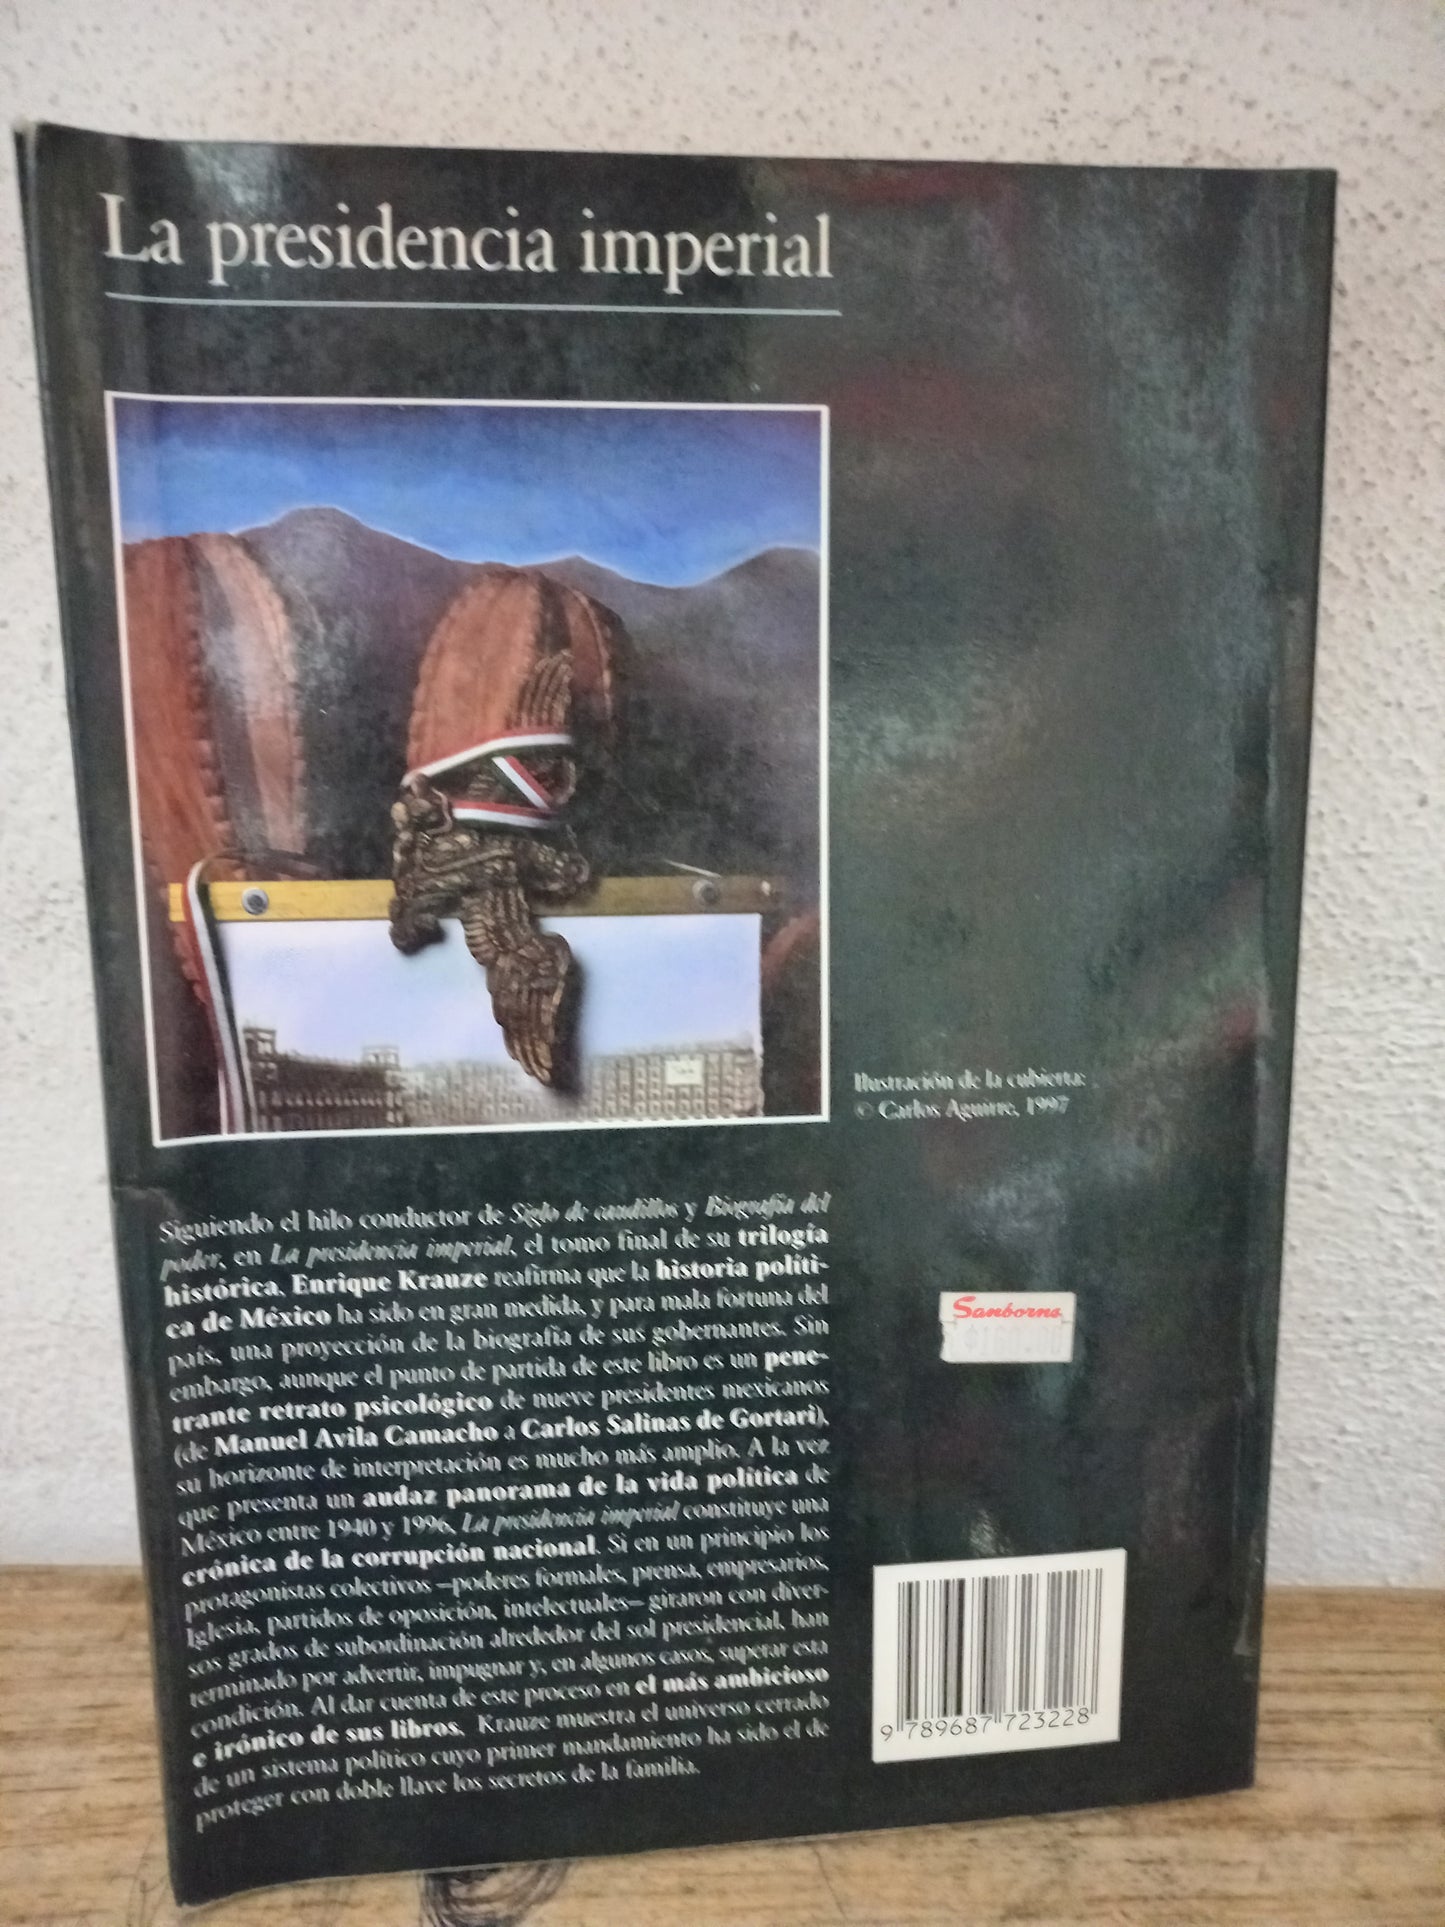 La presidencia imperial
Ilustración de la cubierta:
© Carlos Aguirre, 1997
Siguiendo el hilo conductor de Siglo de caudillos y Biografía del
poder, en La presidencia imperial, el tomo final de su trilogía
histórica, Enrique Krauze reafirma que la historia políti-
ca de México ha sido en gran medida, y para mala fortuna del
país, una proyección de la biografía de sus gobernantes. Sin
embargo, aunque el punto de partida de este libro es un pene-
trante retrato psicológico de nueve presidentes mexicanos
(de Manuel Avila Camacho a Carlos Salinas de Gortari),
su horizonte de interpretación es mucho más amplio. A la vez
que presenta un audaz panorama de la vida política de
México entre 1940 y 1996, La presidencia imperial constituye una
crónica de la corrupción nacional. Si en un principio los
protagonistas colectivos –poderes formales, prensa, empresarios,
Iglesia, partidos de oposición, intelectuales– giraron con diver-
sos grados de subordinación alrededor del sol presidencial, han
terminado por advertir, impugnar y, en algunos casos, superar esta
condición. Al dar cuenta de este proceso en el más ambicioso
e irónico de sus libros, Krauze muestra el universo cerrado
de un sistema político cuyo primer mandamiento ha sido el de
proteger con doble llave los secretos de la familia.
Sanborns
9 789687 723228